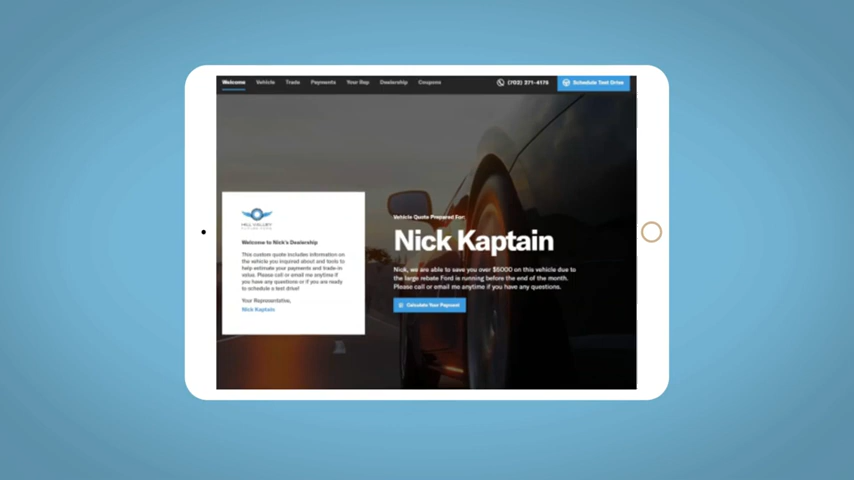 Welcome Vehicle Trade Payments Your Rep Dealership Coupons (702) 271-4175 Schedule Test Drive
HILL VALLEY
Welcome to Nick's Dealership
This custom quote includes information on
the vehicle you inquired about and tools to
help estimate your payments and trade-in
value. Please call or email me anytime if
you have any questions or if you are ready
to schedule a test drive!
Your Representative,
Nick Kaptain
Vehicle Quote Prepared For:
Nick Kaptain
Nick, we are able to save you over $6000 on this vehicle due to
the large rebate Ford is running before the end of the month.
Please call or email me anytime if you have any questions.
Calculate Your Payment